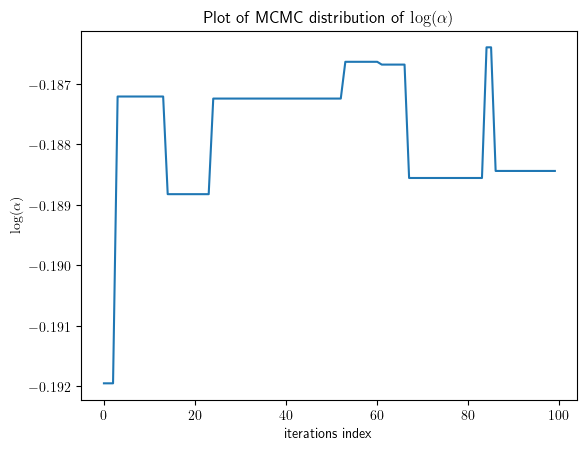 Plot of MCMC distribution of log(α)
−0.187
−0.188
−0.189
−0.190
−0.191
−0.192
log(α)
0 20 40 60 80 100
iterations index